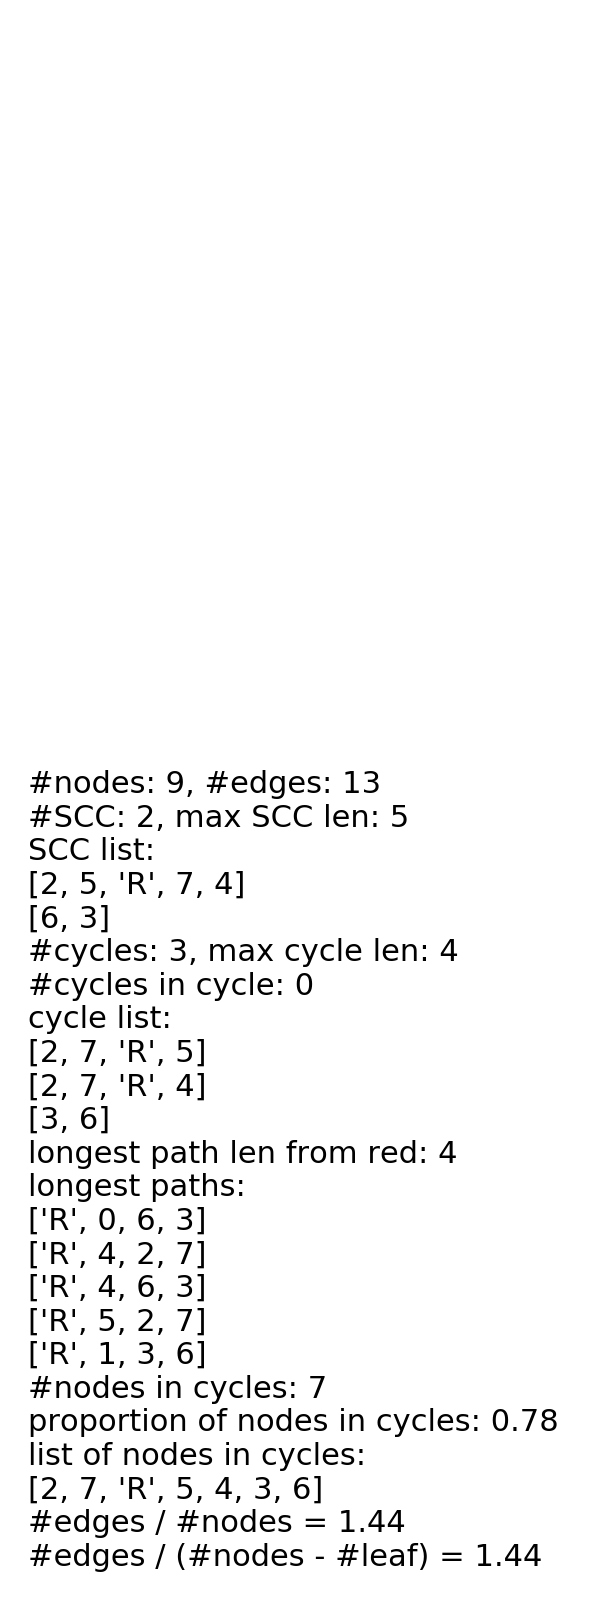 #nodes: 9, #edges: 13
#SCC: 2, max SCC len: 5
SCC list:
[2, 5, 'R', 7, 4]
[6, 3]
#cycles: 3, max cycle len: 4
#cycles in cycle: 0
cycle list:
[2, 7, 'R', 5]
[2, 7, 'R', 4]
[3, 6]
longest path len from red: 4
longest paths:
['R', 0, 6, 3]
['R', 4, 2, 7]
['R', 4, 6, 3]
['R', 5, 2, 7]
['R', 1, 3, 6]
#nodes in cycles: 7
proportion of nodes in cycles: 0.78
list of nodes in cycles:
[2, 7, 'R', 5, 4, 3, 6]
#edges / #nodes = 1.44
#edges / (#nodes - #leaf) = 1.44